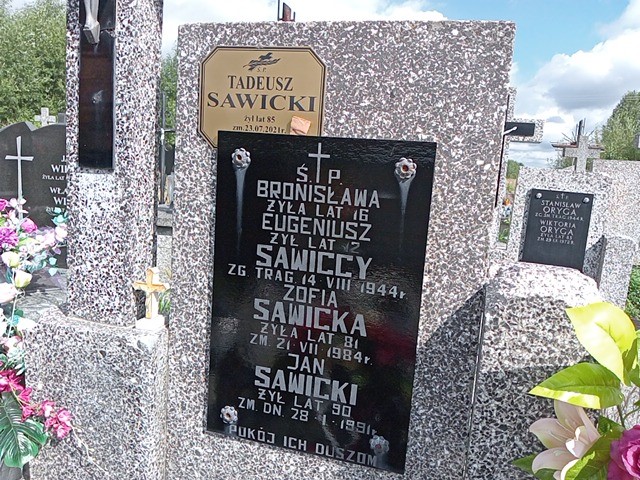 Ś.P.
TADEUSZ
SAWICKI
żył lat 85
zm.23.07.2021r.
Ś. P.
BRONISŁAWA
ŻYŁA LAT 16
EUGENIUSZ
ŻYŁ LAT 12
SAWICCY
ZG TRAG 14 VIII 1944r
ZOFIA
SAWICKA
ŻYŁA LAT 81
ZM. 21 VII 1984r.
JAN
SAWICKI
ŻYŁ LAT 90
ZM. DN. 28-I-1991r
POKÓJ ICH DUSZOM
STANISŁAW
ORYGA
WIKTORIA
ORYGA